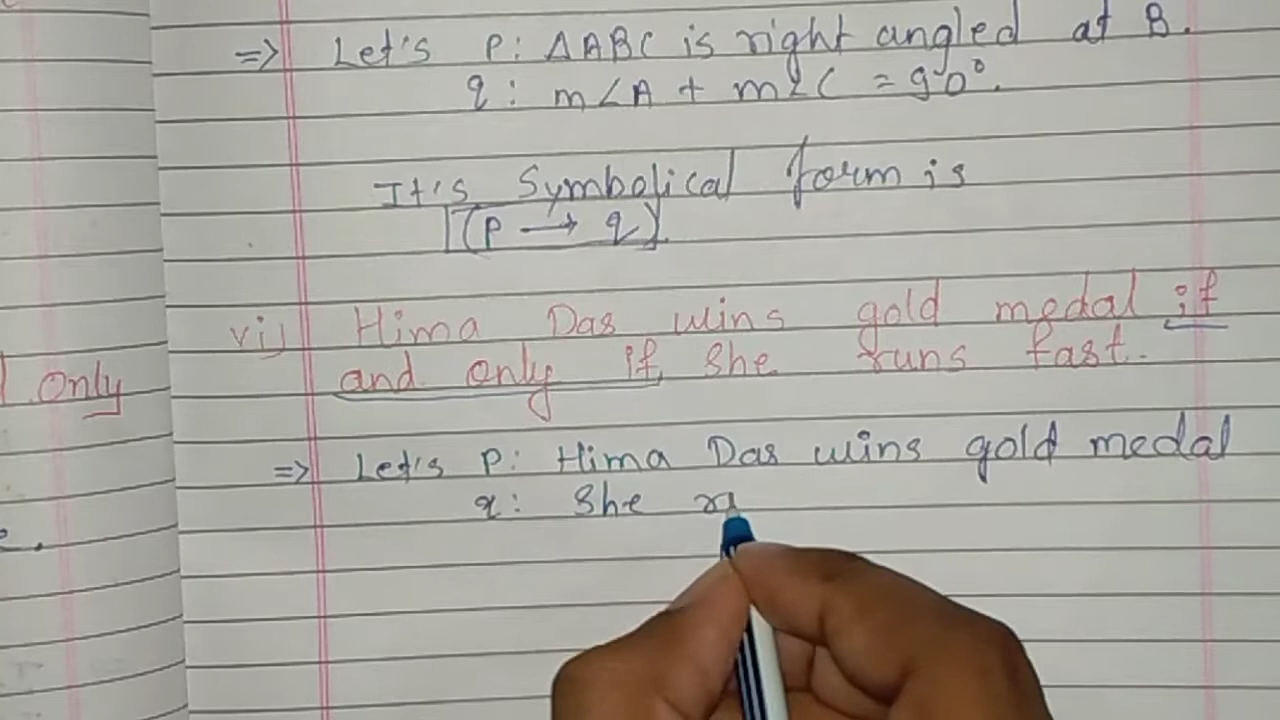 => Let's p: △ABC is right angled at B.
q: m∠A + m∠C = 90°.
It's Symbolical form is
(p → q)
vi) Hima Das wins gold medal if
and only if she runs fast.
Only
=> Let's p: Hima Das wins gold medal
q: She